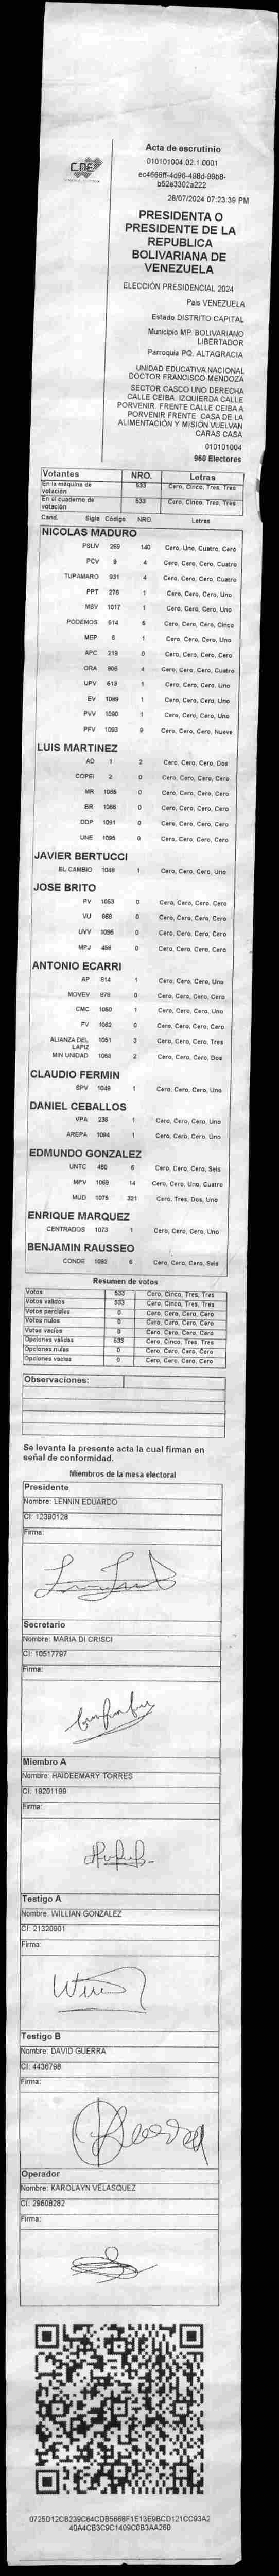 CNE
Acta de escrutinio
010101004.02.1.0001
ec4666ff-4d96-498d-99b8-
b52e3302a222
28/07/2024 07:23:39 PM
PRESIDENTA O
PRESIDENTE DE LA
REPUBLICA
BOLIVARIANA DE
VENEZUELA
ELECCIÓN PRESIDENCIAL 2024
Pais VENEZUELA
Estado DISTRITO CAPITAL
Municipio MP. BOLIVARIANO
LIBERTADOR
Parroquia PQ. ALTAGRACIA
UNIDAD EDUCATIVA NACIONAL
DOCTOR FRANCISCO MENDOZA
SECTOR CASCO UNO DERECHA
CALLE CEIBA. IZQUIERDA CALLE
PORVENIR. FRENTE CALLE CEIBA A
PORVENIR FRENTE CASA DE LA
ALIMENTACIÓN Y MISIÓN VUELVAN
CARAS CASA
010101004
960 Electores
Votantes NRO. Letras
En la máquina de votación 533 Cero, Cinco, Tres, Tres
En el cuaderno de votación 533 Cero, Cinco, Tres, Tres
Cand. Sigla Código NRO. Letras
NICOLAS MADURO
PSUV 269 140 Cero, Uno, Cuatro, Cero
PCV 9 4 Cero, Cero, Cero, Cuatro
TUPAMARO 931 4 Cero, Cero, Cero, Cuatro
PPT 276 1 Cero, Cero, Cero, Uno
MSV 1017 1 Cero, Cero, Cero, Uno
PODEMOS 514 5 Cero, Cero, Cero, Cinco
MEP 6 1 Cero, Cero, Cero, Uno
APC 218 0 Cero, Cero, Cero, Cero
ORA 906 4 Cero, Cero, Cero, Cuatro
UPV 613 1 Cero, Cero, Cero, Uno
EV 1089 1 Cero, Cero, Cero, Uno
PVV 1090 1 Cero, Cero, Cero, Uno
PFV 1093 9 Cero, Cero, Cero, Nueve
LUIS MARTINEZ
AD 1 2 Cero, Cero, Cero, Dos
COPEI 2 0 Cero, Cero, Cero, Cero
MR 1065 0 Cero, Cero, Cero, Cero
BR 1066 0 Cero, Cero, Cero, Cero
DDP 1091 0 Cero, Cero, Cero, Cero
UNE 1095 0 Cero, Cero, Cero, Cero
JAVIER BERTUCCI
EL CAMBIO 1048 1 Cero, Cero, Cero, Uno
JOSE BRITO
PV 1063 0 Cero, Cero, Cero, Cero
VU 968 0 Cero, Cero, Cero, Cero
UVV 1096 0 Cero, Cero, Cero, Cero
MPJ 456 0 Cero, Cero, Cero, Cero
ANTONIO ECARRI
AP 814 1 Cero, Cero, Cero, Uno
MOVEV 979 0 Cero, Cero, Cero, Cero
CMC 1060 1 Cero, Cero, Cero, Uno
FV 1062 0 Cero, Cero, Cero, Cero
ALIANZA DEL LAPIZ 1051 3 Cero, Cero, Cero, Tres
MIN UNIDAD 1068 2 Cero, Cero, Cero, Dos
CLAUDIO FERMIN
SPV 1049 1 Cero, Cero, Cero, Uno
DANIEL CEBALLOS
VPA 236 1 Cero, Cero, Cero, Uno
AREPA 1094 1 Cero, Cero, Cero, Uno
EDMUNDO GONZALEZ
UNTC 460 6 Cero, Cero, Cero, Seis
MPV 1069 14 Cero, Cero, Uno, Cuatro
MUD 1075 321 Cero, Tres, Dos, Uno
ENRIQUE MARQUEZ
CENTRADOS 1073 1 Cero, Cero, Cero, Uno
BENJAMIN RAUSSEO
CONDE 1092 6 Cero, Cero, Cero, Seis
Resumen de votos
Votos 533 Cero, Cinco, Tres, Tres
Votos validos 533 Cero, Cinco, Tres, Tres
Votos parciales 0 Cero, Cero, Cero, Cero
Votos nulos 0 Cero, Cero, Cero, Cero
Votos vacios 0 Cero, Cero, Cero, Cero
Opciones validas 533 Cero, Cinco, Tres, Tres
Opciones nulas 0 Cero, Cero, Cero, Cero
Opciones vacias 0 Cero, Cero, Cero, Cero
Observaciones:
Se levanta la presente acta la cual firman en
señal de conformidad.
Miembros de la mesa electoral
Presidente
Nombre: LENNIN EDUARDO
CI: 12390128
Firma:
Secretario
Nombre: MARIA DI CRISCI
CI: 10517797
Firma:
Miembro A
Nombre: HAIDEEMARY TORRES
CI: 19201199
Firma:
Testigo A
Nombre: WILLIAN GONZALEZ
CI: 21320901
Firma:
Testigo B
Nombre: DAVID GUERRA
CI: 4436798
Firma:
Operador
Nombre: KAROLAYN VELASQUEZ
CI: 29608282
Firma:
0725D12CB239C64CDB5668F1E13E9BCD121CC93A2
40A4CB3C9C1409C0B3AA260